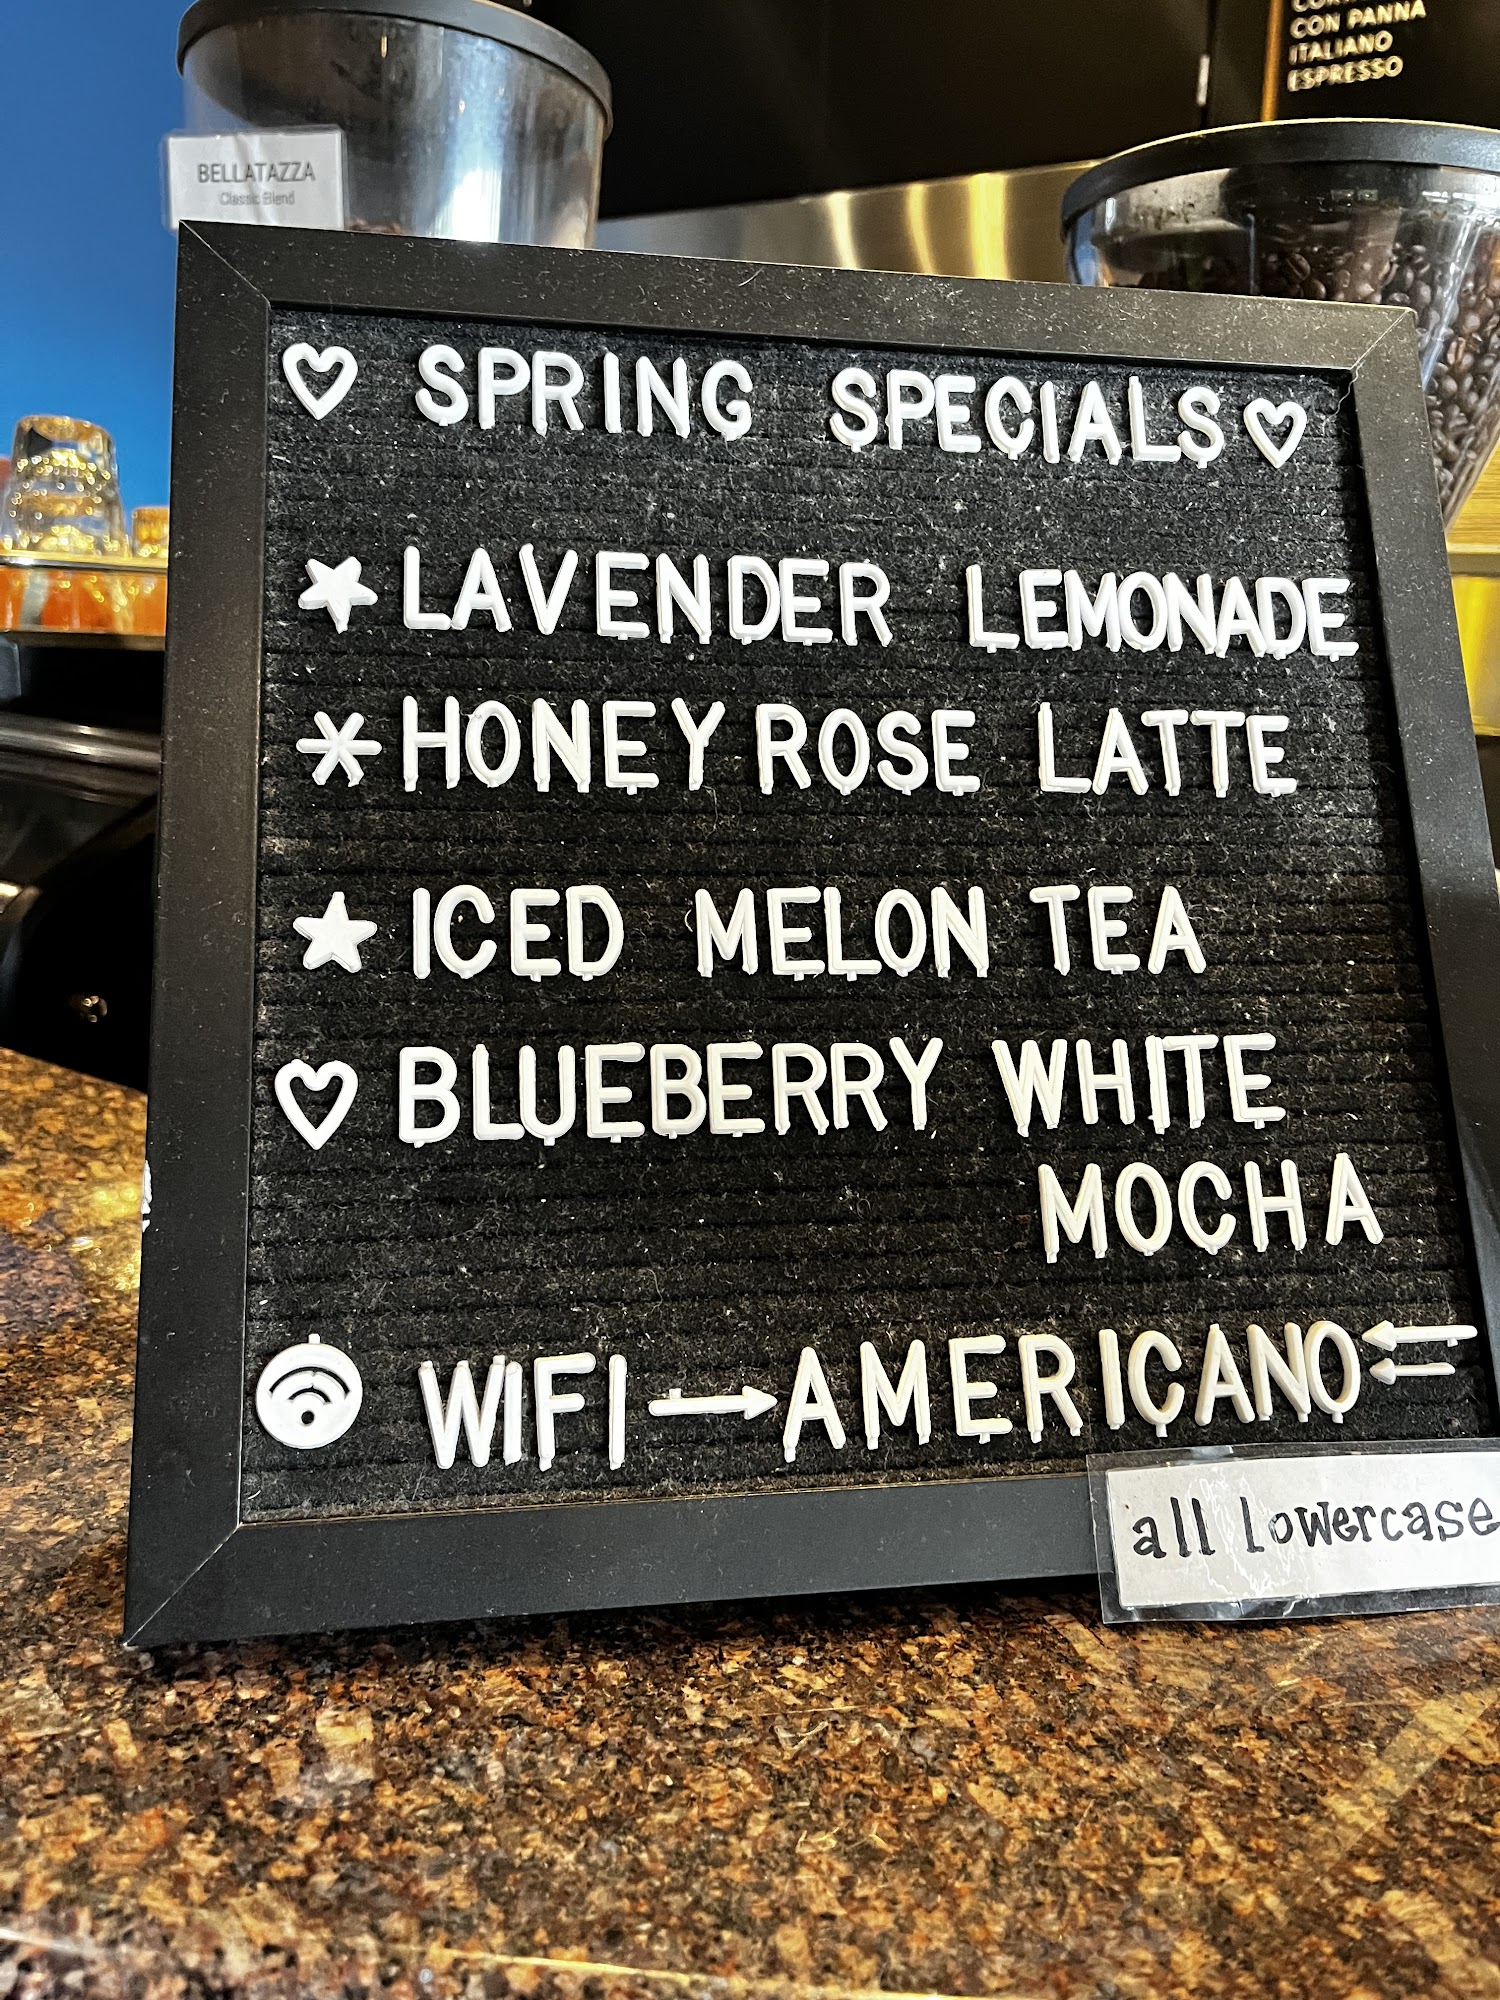 CON PANNA
ITALIANO
ESPRESSO
BELLATAZZA
Classic Blend
♡ SPRING SPECIALS ♡
★ LAVENDER LEMONADE
* HONEY ROSE LATTE
★ ICED MELON TEA
♡ BLUEBERRY WHITE
MOCHA
WIFI → AMERICANO ⇐
all lowercase